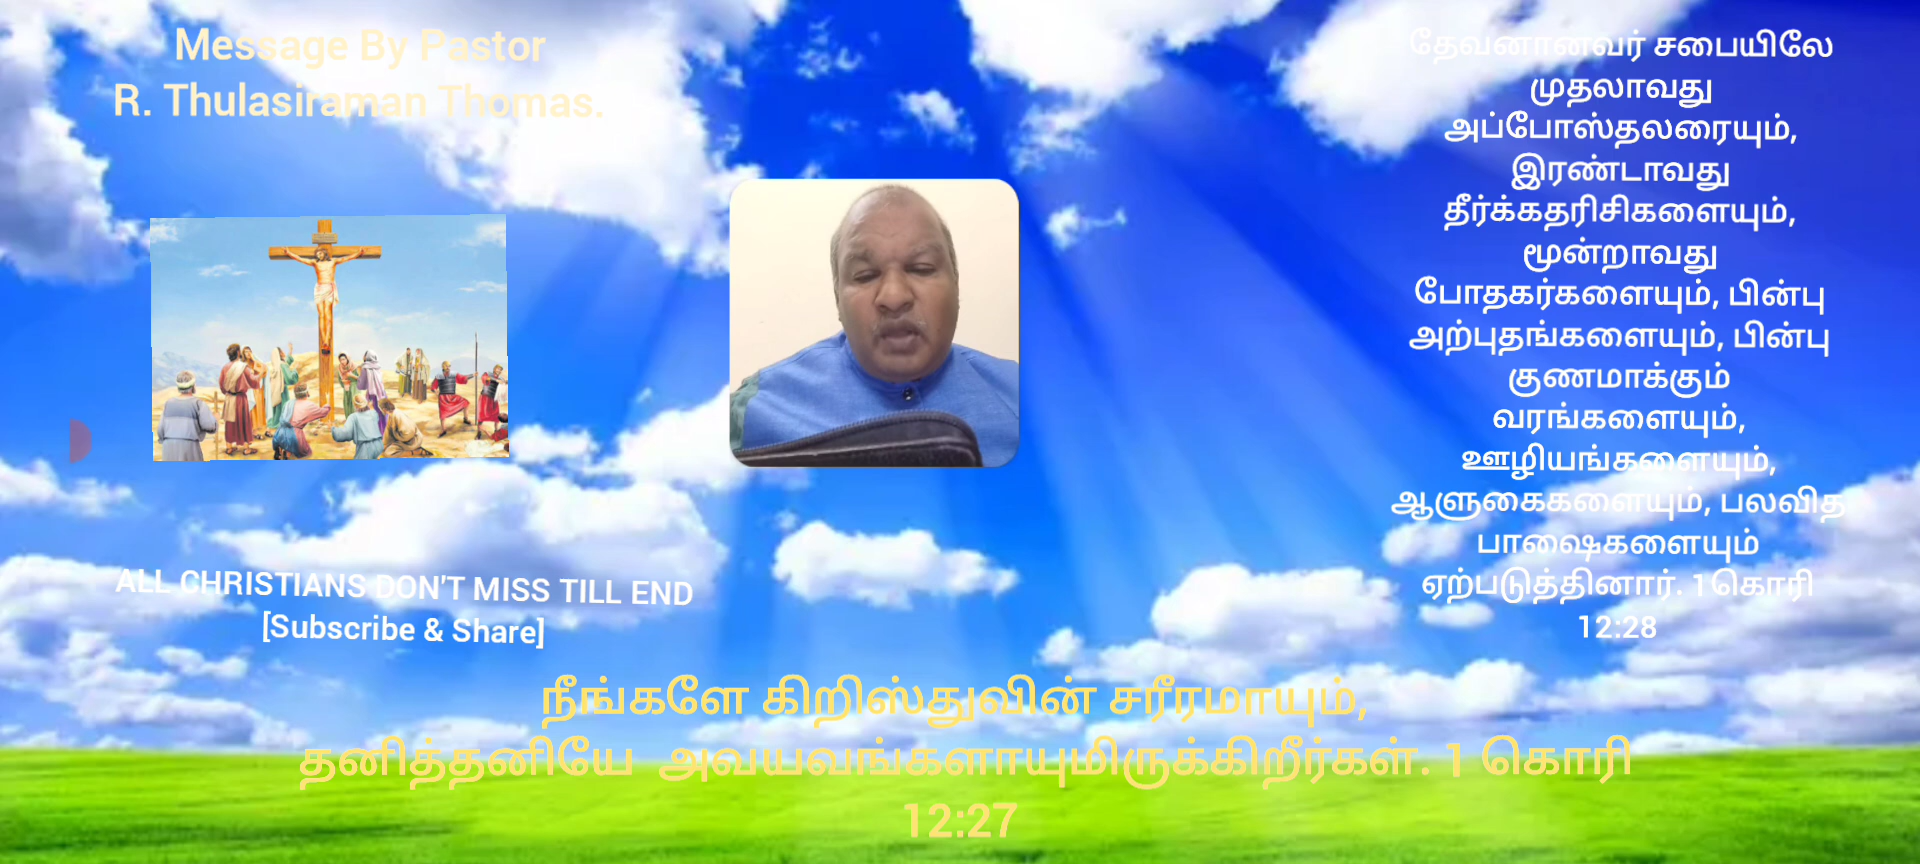 Message By Pastor
R. Thulasiraman Thomas.
தேவனானவர் சபையிலே
முதலாவது
அப்போஸ்தலரையும்,
இரண்டாவது
தீர்க்கதரிசிகளையும்,
மூன்றாவது
போதகர்களையும், பின்பு
அற்புதங்களையும், பின்பு
குணமாக்கும்
வரங்களையும்,
ஊழியங்களையும்,
ஆளுகைகளையும், பலவித
பாஷைகளையும்
ஏற்படுத்தினார். 1கொரி
12:28
ALL CHRISTIANS DON'T MISS TILL END
[Subscribe & Share]
நீங்களே கிறிஸ்துவின் சரீரமாயும்,
தனித்தனியே அவயவங்களாயுமிருக்கிறீர்கள். 1 கொரி
12:27